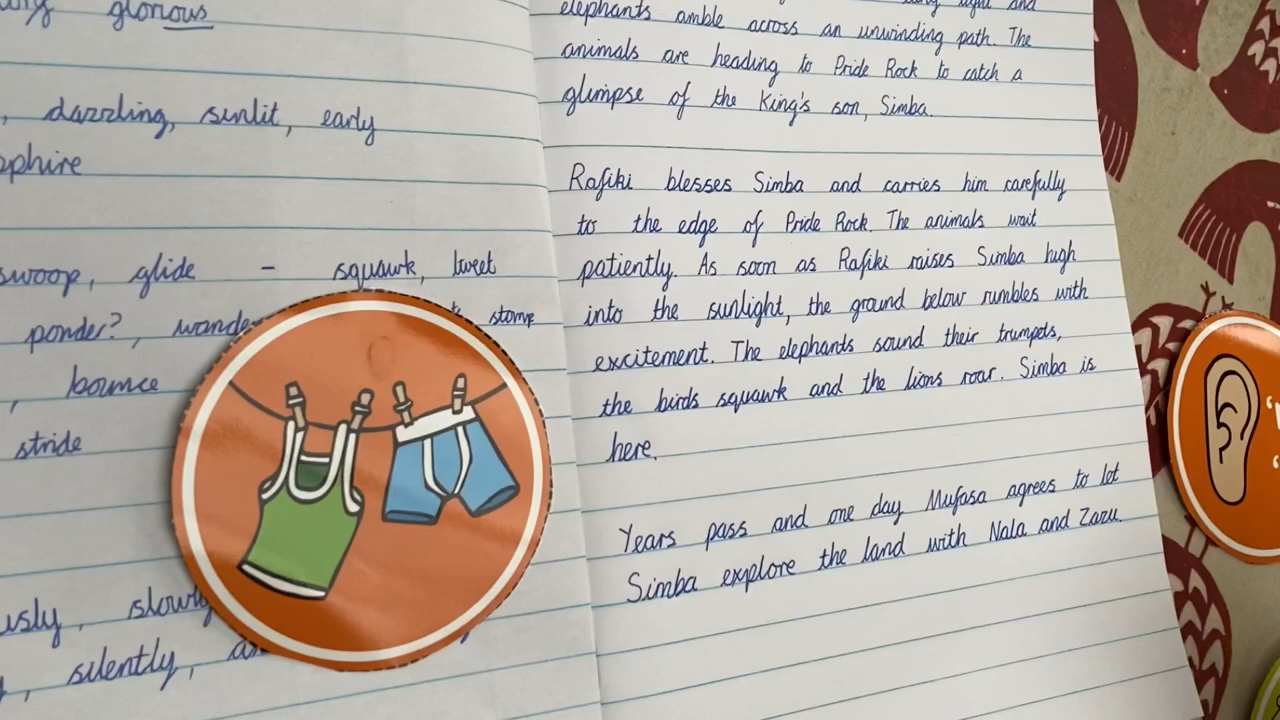 glorious
, dazzling, sunlit, early
swoop, glide - squawk, tweet
ponder?, stomp
, bounce
stride
slowly
, silently,
elephants amble across an unwinding path. The
animals are heading to Pride Rock to catch a
glimpse of the King's son, Simba.
Rafiki blesses Simba and carries him carefully
to the edge of Pride Rock. The animals wait
patiently. As soon as Rafiki raises Simba high
into the sunlight, the ground below rumbles with
excitement. The elephants sound their trumpets,
the birds squawk and the lions roar. Simba is
here.
Years pass and one day Mufasa agrees to let
Simba explore the land with Nala and Zazu.